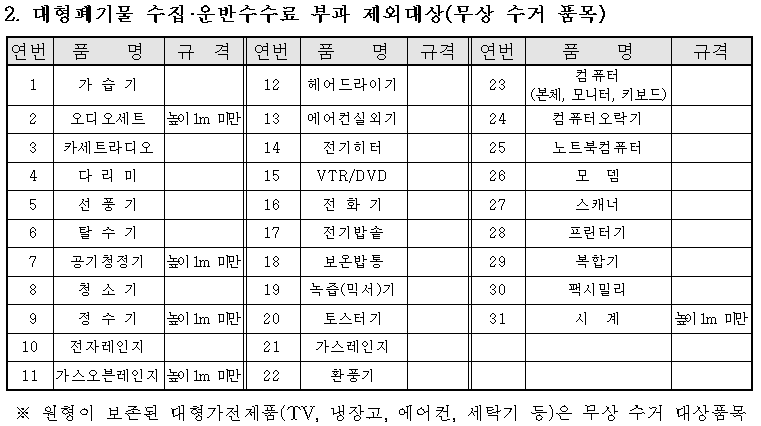 2. 대형폐기물 수집·운반수수료 부과 제외대상(무상 수거 품목)
연번 품 명 규 격 연번 품 명 규격 연번 품 명 규격
1 가 습 기 12 헤어드라이기 23 컴 퓨터
(본체, 모니터, 키보드)
2 오디오세트 높이 1m 미만 13 에어컨실외기 24 컴퓨터오락기
3 카세트라디오 14 전기히터 25 노트북컴퓨터
4 다 리 미 15 VTR/DVD 26 모 뎀
5 선 풍 기 16 전 화 기 27 스캐너
6 탈 수 기 17 전기밥솥 28 프린터기
7 공기청정기 높이 1m 미만 18 보온밥통 29 복합기
8 청 소 기 19 녹즙(믹서)기 30 팩시밀리
9 정 수 기 높이 1m 미만 20 토스터기 31 시 계 높이 1m 미만
10 전자레인지 21 가스레인지
11 가스오븐레인지 높이 1m 미만 22 환풍기
※ 원형이 보존된 대형가전제품(TV, 냉장고, 에어컨, 세탁기 등)은 무상 수거 대상품목